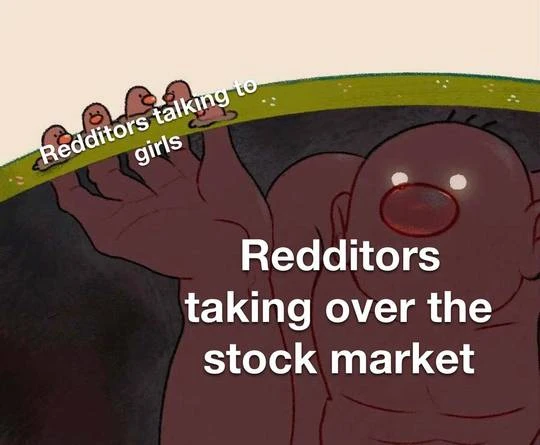 Redditors talking to
girls
Redditors
taking over the
stock market